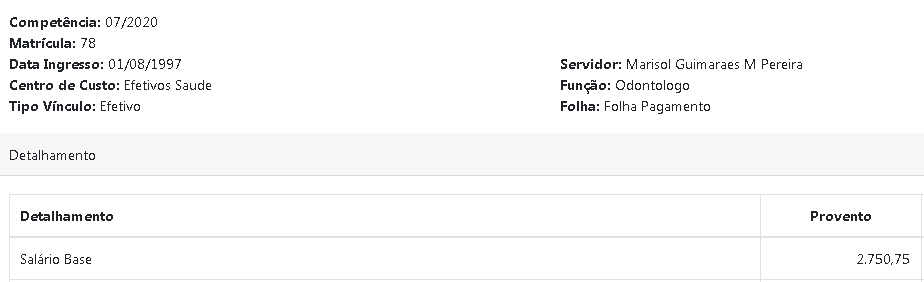 Competência: 07/2020
Matrícula: 78
Data Ingresso: 01/08/1997
Servidor: Marisol Guimaraes M Pereira
Centro de Custo: Efetivos Saude
Função: Odontologo
Tipo Vínculo: Efetivo
Folha: Folha Pagamento
Detalhamento
Detalhamento Provento
Salário Base 2.750,75